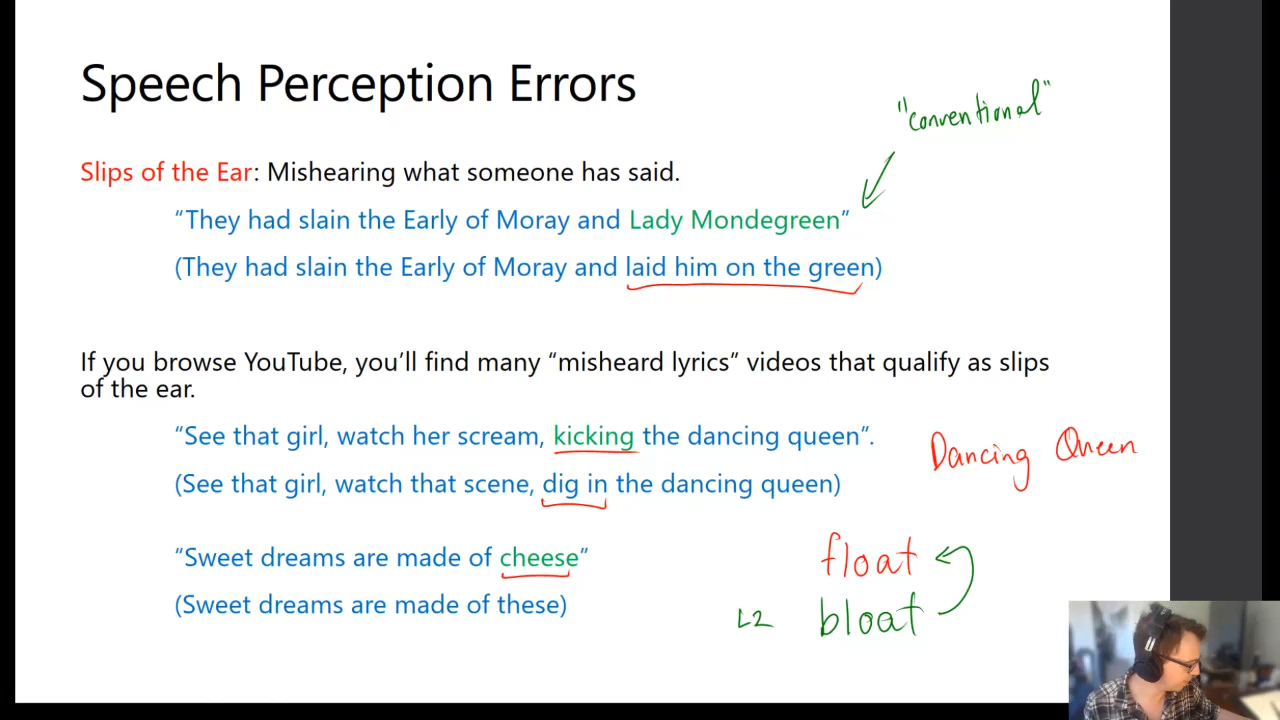 Speech Perception Errors
"conventional"
Slips of the Ear: Mishearing what someone has said.
“They had slain the Early of Moray and Lady Mondegreen”
(They had slain the Early of Moray and laid him on the green)
If you browse YouTube, you’ll find many “misheard lyrics” videos that qualify as slips
of the ear.
“See that girl, watch her scream, kicking the dancing queen”.
Dancing Queen
(See that girl, watch that scene, dig in the dancing queen)
“Sweet dreams are made of cheese”
float
(Sweet dreams are made of these)
L2 bloat